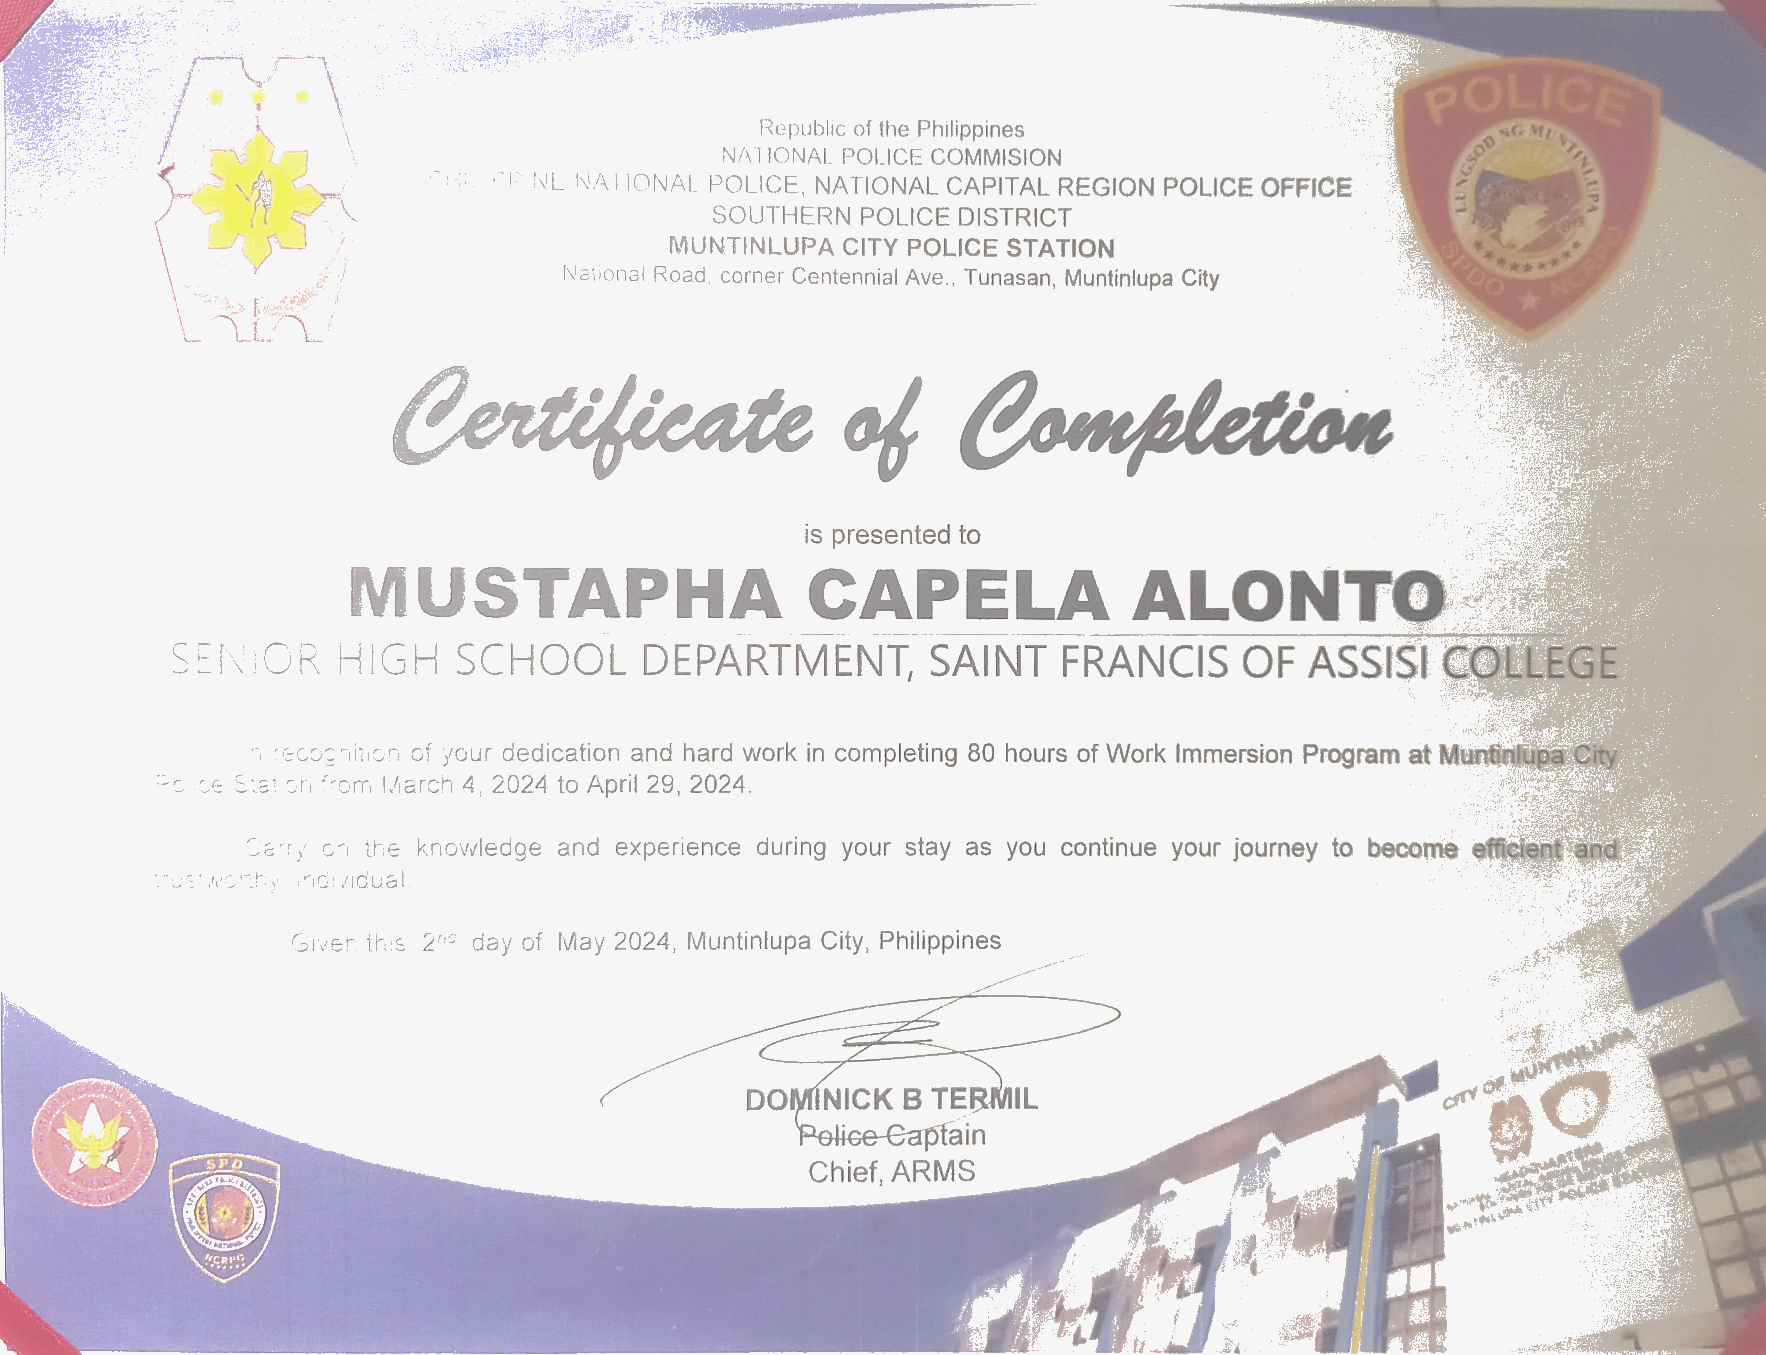 Republic of the Philippines
NATIONAL POLICE COMMISION
NATIONAL POLICE, NATIONAL CAPITAL REGION POLICE OFFICE
SOUTHERN POLICE DISTRICT
MUNTINLUPA CITY POLICE STATION
National Road, corner Centennial Ave., Tunasan, Muntinlupa City
POLICE
LUNGSOD NG MUNTINLUPA
SPDO NCRPO
Certificate of Completion
is presented to
MUSTAPHA CAPELA ALONTO
SENIOR HIGH SCHOOL DEPARTMENT, SAINT FRANCIS OF ASSISI COLLEGE
recognition of your dedication and hard work in completing 80 hours of Work Immersion Program at Muntinlupa City
Police Station from March 4, 2024 to April 29, 2024.
Carry on the knowledge and experience during your stay as you continue your journey to become efficient and
trustworthy individual.
Given this 2nd day of May 2024, Muntinlupa City, Philippines
DOMINICK B TERMIL
Police Captain
Chief, ARMS
CITY OF MUNTINLUPA
HEADQUARTERS
SPD
NCRPO